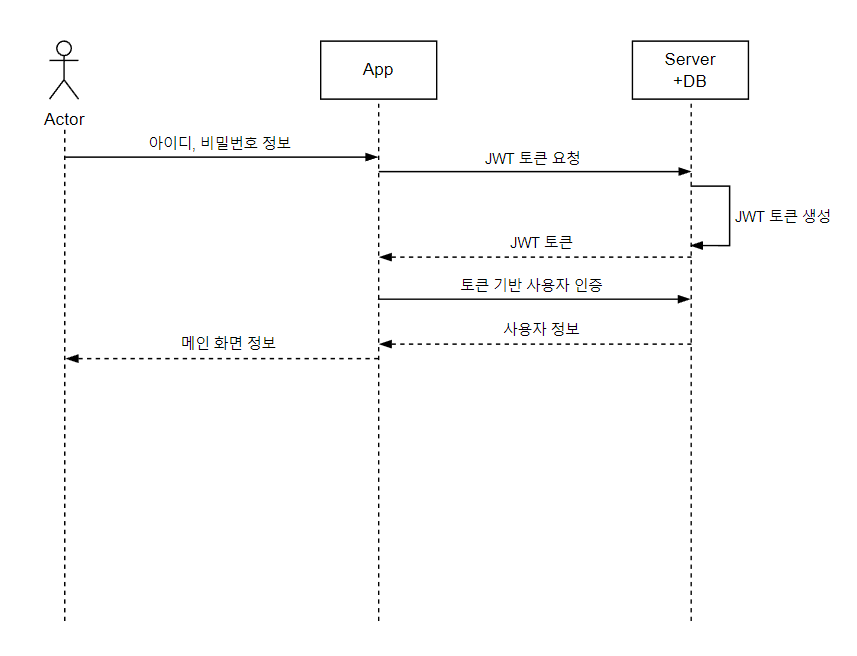 App
Server
+DB
Actor
아이디, 비밀번호 정보
JWT 토큰 요청
JWT 토큰 생성
JWT 토큰
토큰 기반 사용자 인증
사용자 정보
메인 화면 정보